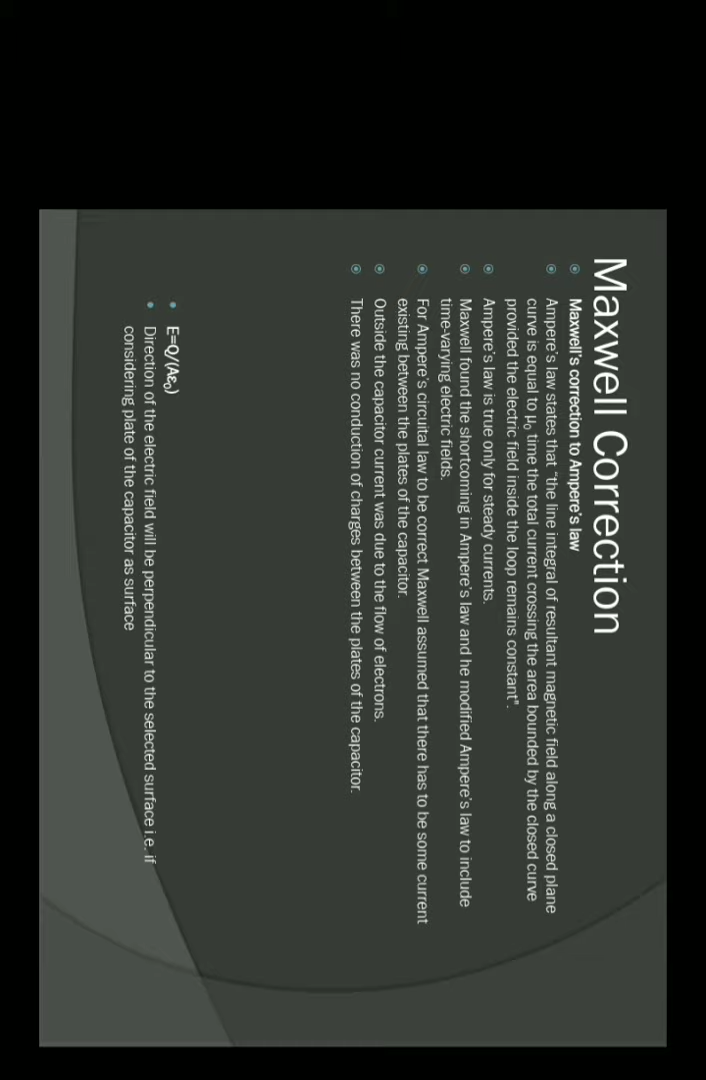 Maxwell Correction
Maxwell's correction to Ampere's law
Ampere's law states that “the line integral of resultant magnetic field along a closed plane
curve is equal to μ₀ time the total current crossing the area bounded by the closed curve
provided the electric field inside the loop remains constant".
Ampere's law is true only for steady currents.
Maxwell found the shortcoming in Ampere's law and he modified Ampere's law to include
time-varying electric fields.
For Ampere's circuital law to be correct Maxwell assumed that there has to be some current
existing between the plates of the capacitor.
Outside the capacitor current was due to the flow of electrons.
There was no conduction of charges between the plates of the capacitor.
E=Q/(Aε₀)
Direction of the electric field will be perpendicular to the selected surface i.e. if
considering plate of the capacitor as surface